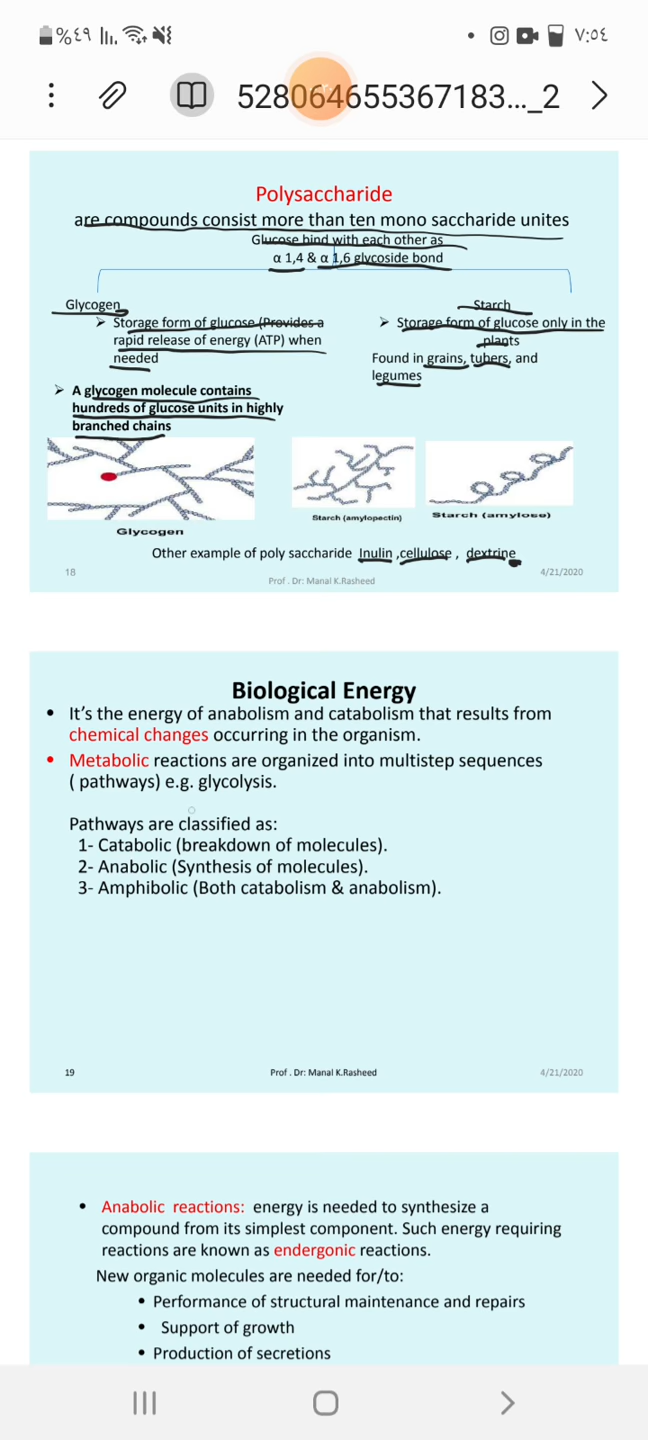 %٤٩
٧:٥٤
528064655367183..._2
Polysaccharide
are compounds consist more than ten mono saccharide unites
Glucose bind with each other as
α 1,4 & α 1,6 glycoside bond
Glycogen
➢ Storage form of glucose (Provides a
rapid release of energy (ATP) when
needed
➢ A glycogen molecule contains
hundreds of glucose units in highly
branched chains
Starch
➢ Storage form of glucose only in the
plants
Found in grains, tubers, and
legumes
Glycogen
Starch (amylopectin)
Starch (amylose)
Other example of poly saccharide Inulin ,cellulose , dextrine
18
Prof . Dr: Manal K.Rasheed
4/21/2020
Biological Energy
• It’s the energy of anabolism and catabolism that results from
chemical changes occurring in the organism.
• Metabolic reactions are organized into multistep sequences
( pathways) e.g. glycolysis.
Pathways are classified as:
1- Catabolic (breakdown of molecules).
2- Anabolic (Synthesis of molecules).
3- Amphibolic (Both catabolism & anabolism).
19
Prof . Dr: Manal K.Rasheed
4/21/2020
• Anabolic reactions: energy is needed to synthesize a
compound from its simplest component. Such energy requiring
reactions are known as endergonic reactions.
New organic molecules are needed for/to:
• Performance of structural maintenance and repairs
• Support of growth
• Production of secretions